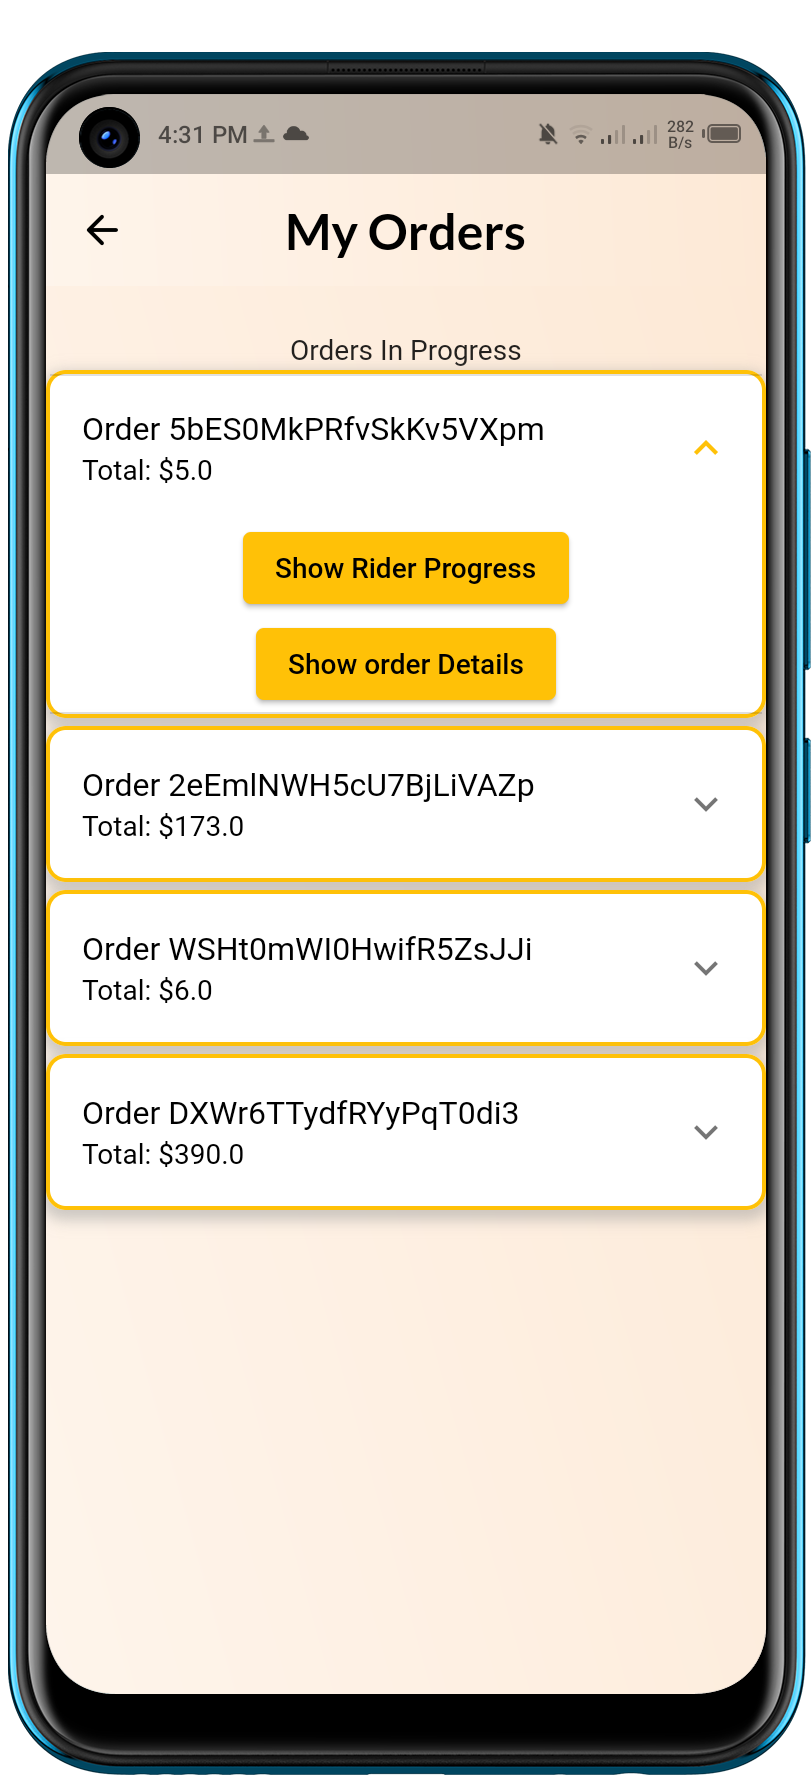 4:31 PM
282
B/s
My Orders
Orders In Progress
Order 5bES0MkPRfvSkKv5VXpm
Total: $5.0
Show Rider Progress
Show order Details
Order 2eEmlNWH5cU7BjLiVAZp
Total: $173.0
Order WSHt0mWI0HwifR5ZsJJi
Total: $6.0
Order DXWr6TTydfRYyPqT0di3
Total: $390.0